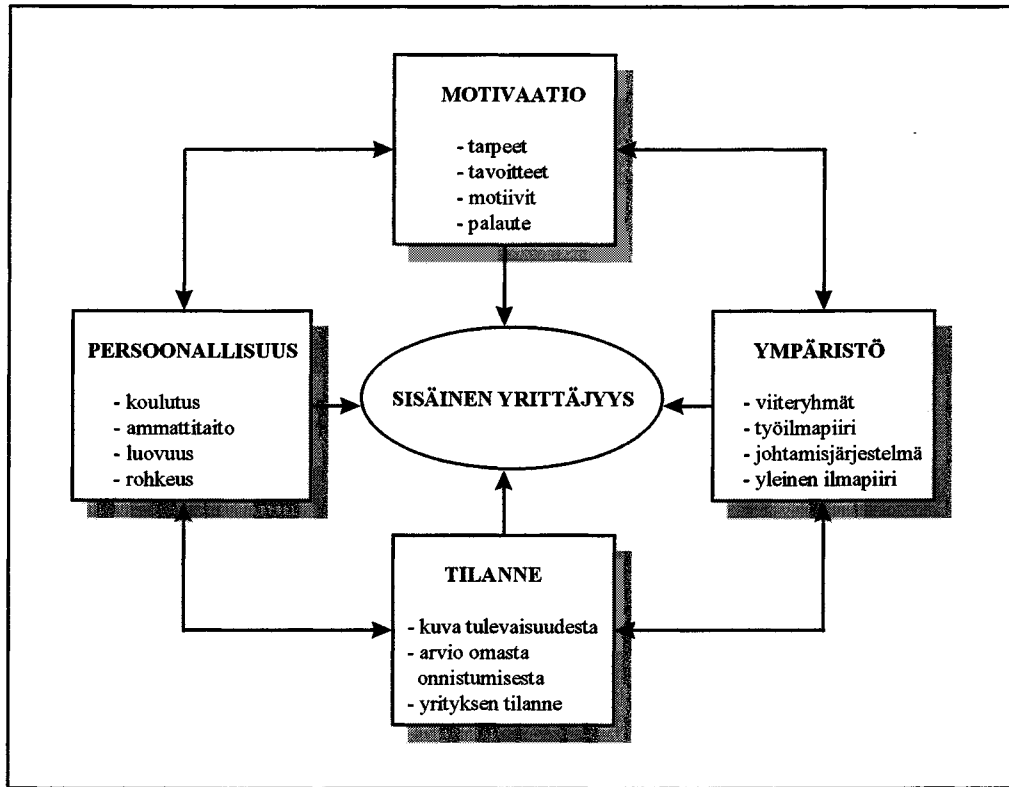 MOTIVAATIO
- tarpeet
- tavoitteet
- motiivit
- palaute
PERSOONALLISUUS
- koulutus
- ammattitaito
- luovuus
- rohkeus
SISÄINEN YRITTÄJYYS
YMPÄRISTÖ
- viiteryhmät
- työilmapiiri
- johtamisjärjestelmä
- yleinen ilmapiiri
TILANNE
- kuva tulevaisuudesta
- arvio omasta
onnistumisesta
- yrityksen tilanne